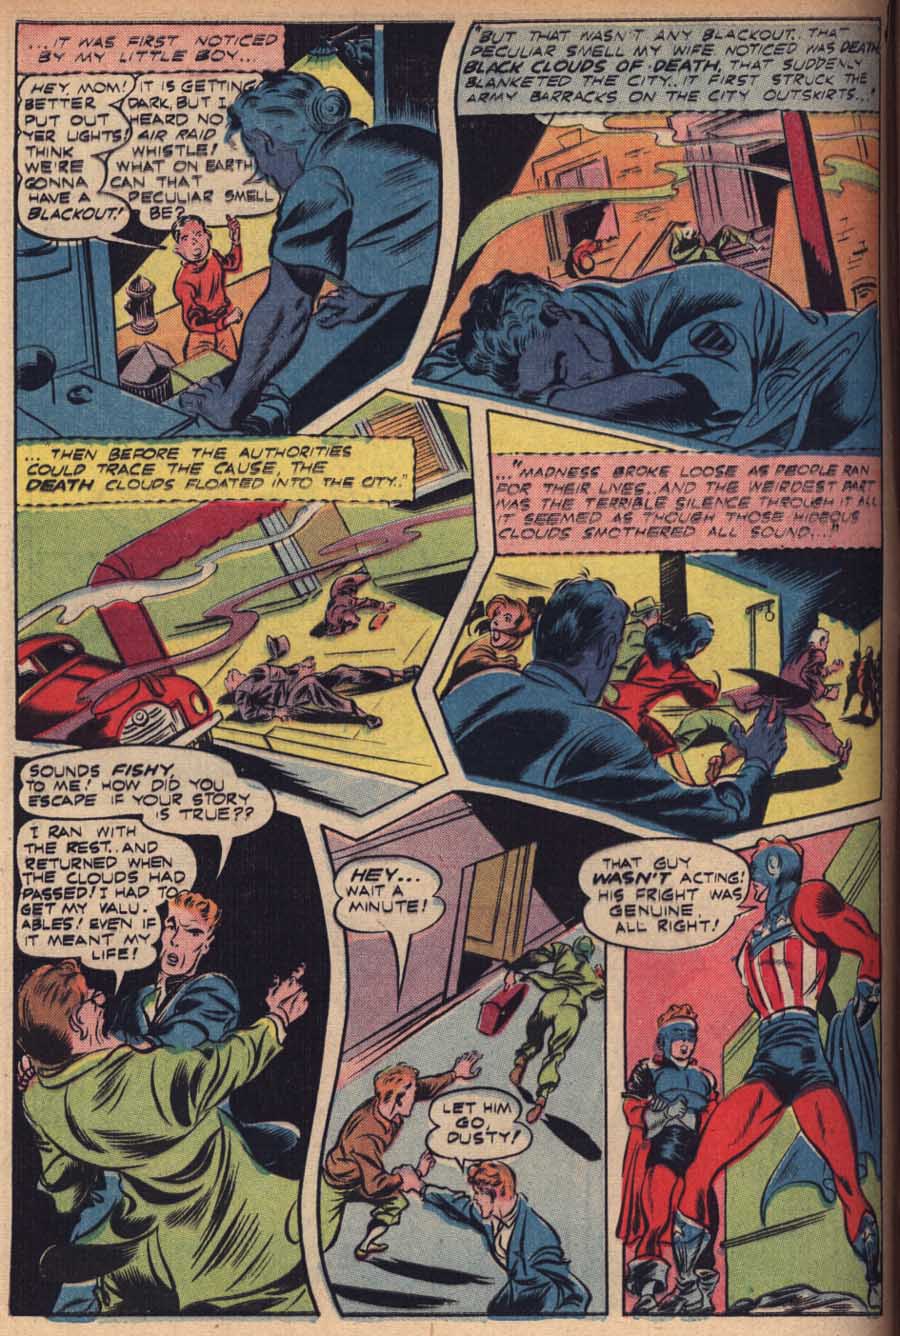 ...IT WAS FIRST NOTICED
BY MY LITTLE BOY...
HEY, MOM!
BETTER
PUT OUT
YER LIGHTS!
THINK
WE'RE
GONNA
HAVE A
BLACKOUT!
IT IS GETTING
DARK, BUT I
HEARD NO
AIR RAID
WHISTLE!
WHAT ON EARTH
CAN THAT
PECULIAR SMELL
BE?
"BUT THAT WASN'T ANY BLACKOUT.. THAT
PECULIAR SMELL MY WIFE NOTICED WAS DEATH
BLACK CLOUDS OF DEATH, THAT SUDDENLY
BLANKETED THE CITY.. IT FIRST STRUCK THE
ARMY BARRACKS ON THE CITY OUTSKIRTS...!
..."THEN BEFORE THE AUTHORITIES
COULD TRACE THE CAUSE, THE
DEATH CLOUDS FLOATED INTO THE CITY.."
..."MADNESS BROKE LOOSE AS PEOPLE RAN
FOR THEIR LIVES.. AND THE WEIRDEST PART
WAS THE TERRIBLE SILENCE THROUGH IT ALL
IT SEEMED AS THOUGH THOSE HIDEOUS
CLOUDS SMOTHERED ALL SOUND...."
SOUNDS FISHY,
TO ME! HOW DID YOU
ESCAPE IF YOUR STORY
IS TRUE??
I RAN WITH
THE REST.. AND
RETURNED WHEN
THE CLOUDS HAD
PASSED! I HAD TO
GET MY VALU-
ABLES! EVEN IF
IT MEANT MY
LIFE!
HEY...
WAIT A
MINUTE!
LET HIM
GO,
DUSTY!
THAT GUY
WASN'T ACTING!
HIS FRIGHT WAS
GENUINE,
ALL RIGHT!